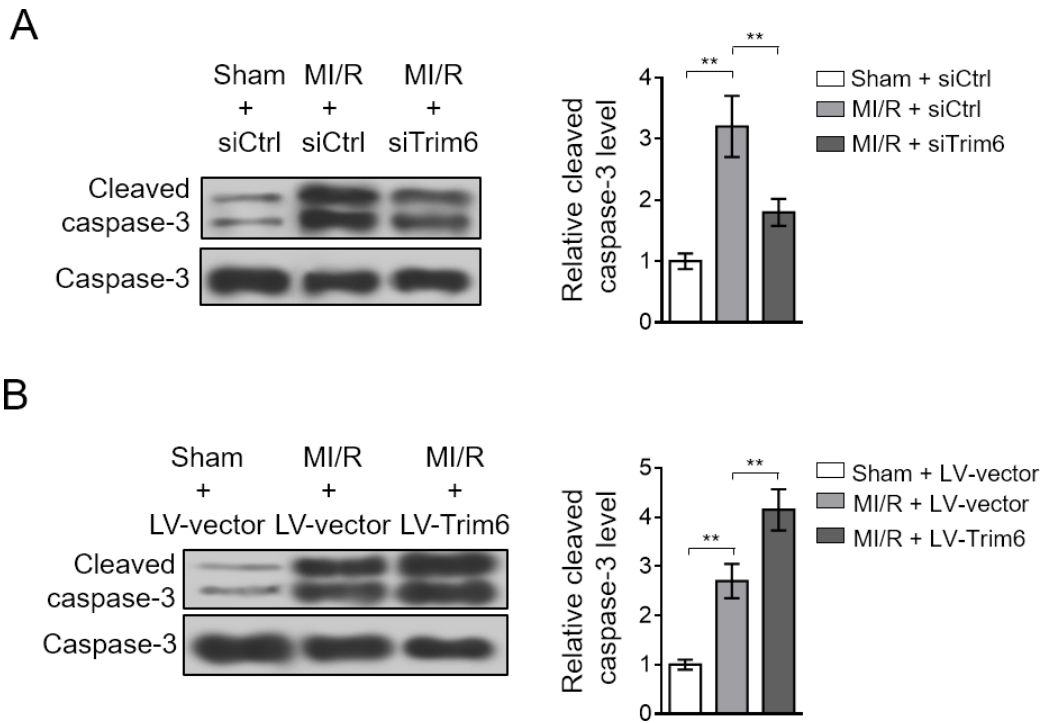 A
Sham MI/R MI/R
+ + +
siCtrl siCtrl siTrim6
Cleaved
caspase-3
Caspase-3
Relative cleaved
caspase-3 level
4
3
2
1
0
**
**
Sham + siCtrl
MI/R + siCtrl
MI/R + siTrim6
B
Sham MI/R MI/R
+ + +
LV-vector LV-vector LV-Trim6
Cleaved
caspase-3
Caspase-3
Relative cleaved
caspase-3 level
5
4
3
2
1
0
**
**
Sham + LV-vector
MI/R + LV-vector
MI/R + LV-Trim6